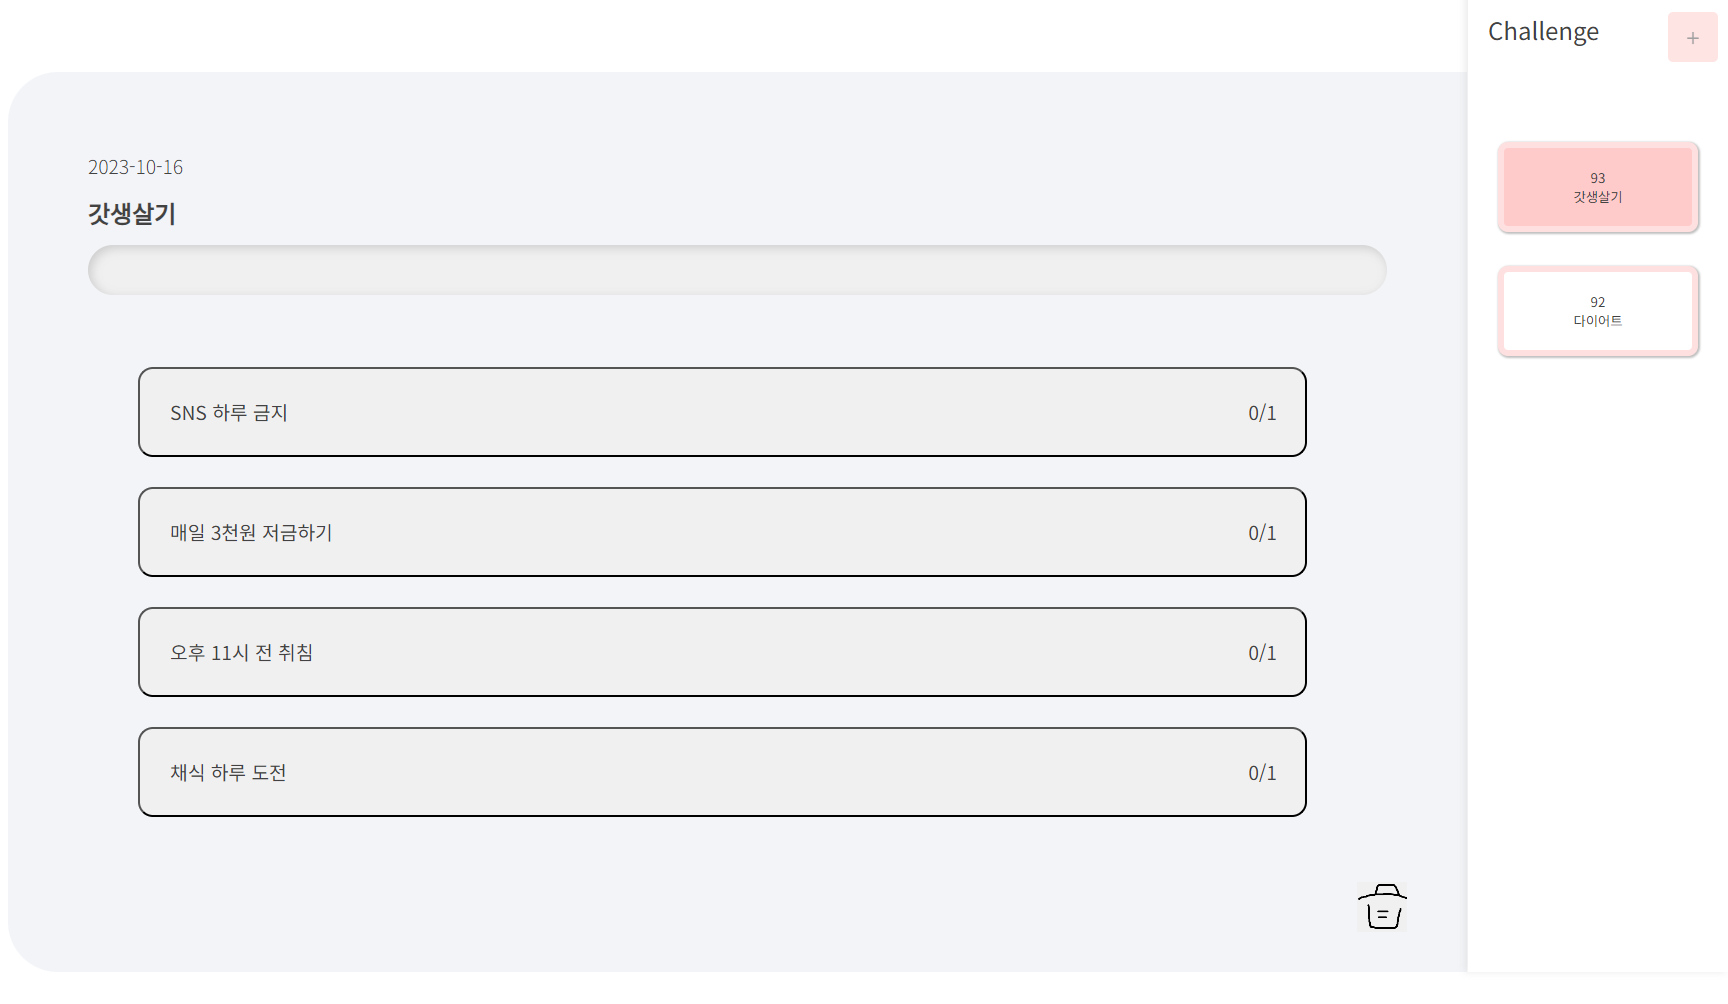 Challenge
+
2023-10-16
갓생살기
SNS 하루 금지 0/1
매일 3천원 저금하기 0/1
오후 11시 전 취침 0/1
채식 하루 도전 0/1
93
갓생살기
92
다이어트